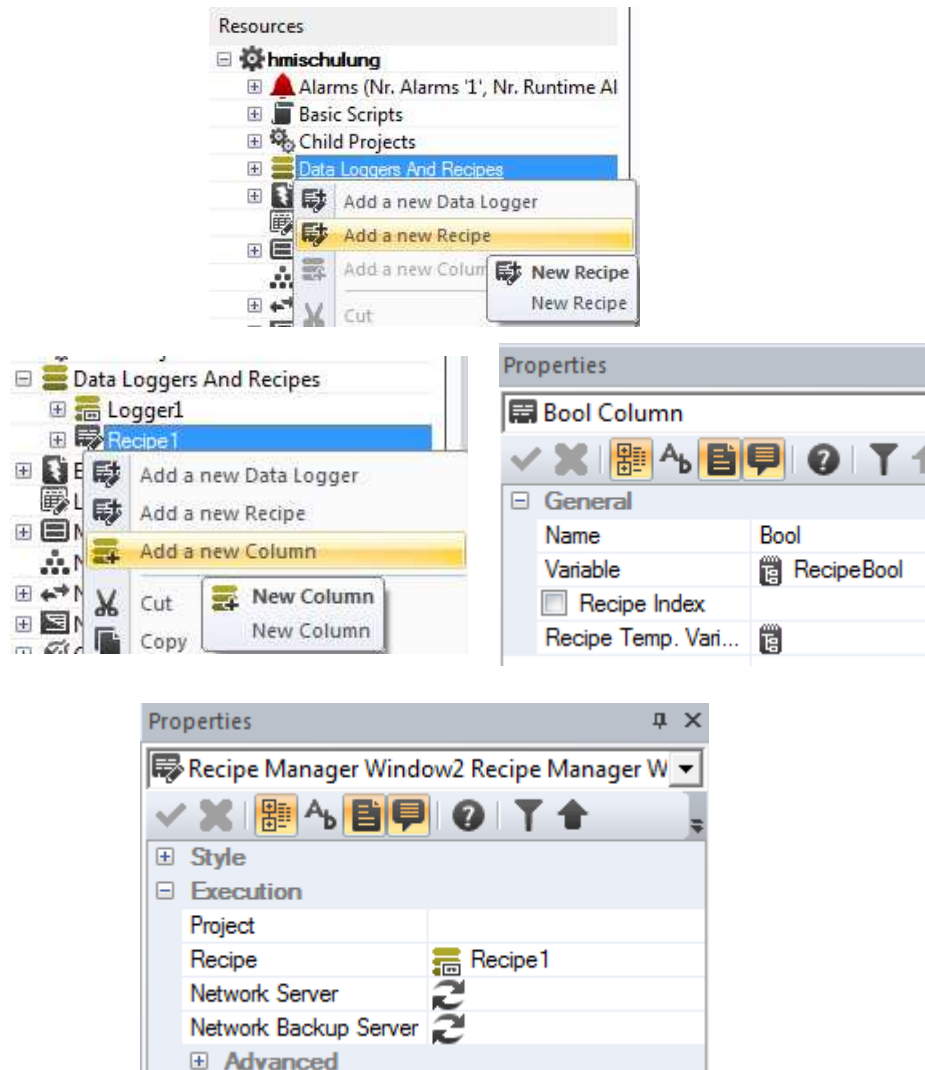 Resources
hmischulung
Alarms (Nr. Alarms '1', Nr. Runtime Al
Basic Scripts
Child Projects
Data Loggers And Recipes
Add a new Data Logger
Add a new Recipe
Add a new Colum
New Recipe
New Recipe
Cut
Data Loggers And Recipes
Logger1
Recipe1
Add a new Data Logger
Add a new Recipe
Add a new Column
New Column
Cut
New Column
Copy
Properties
Bool Column
General
Name Bool
Variable RecipeBool
Recipe Index
Recipe Temp. Vari...
Properties
Recipe Manager Window2 Recipe Manager W
Style
Execution
Project
Recipe Recipe1
Network Server
Network Backup Server
Advanced